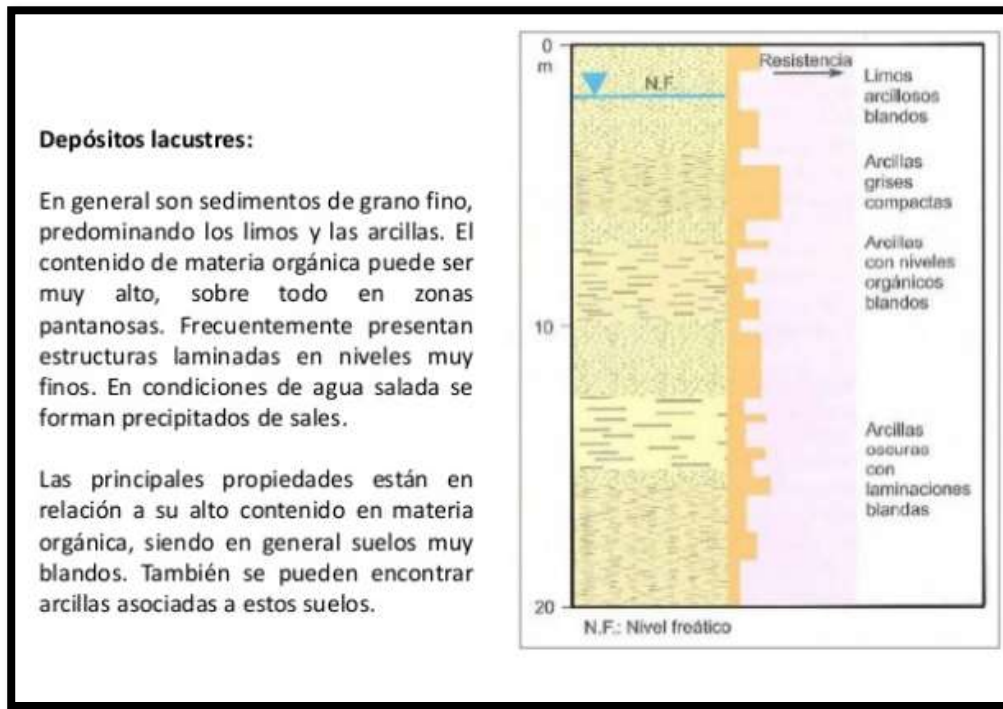 Depósitos lacustres:
En general son sedimentos de grano fino,
predominando los limos y las arcillas. El
contenido de materia orgánica puede ser
muy alto, sobre todo en zonas
pantanosas. Frecuentemente presentan
estructuras laminadas en niveles muy
finos. En condiciones de agua salada se
forman precipitados de sales.
Las principales propiedades están en
relación a su alto contenido en materia
orgánica, siendo en general suelos muy
blandos. También se pueden encontrar
arcillas asociadas a estos suelos.
0
m
N.F.
Resistencia
Limos
arcillosos
blandos
Arcillas
grises
compactas
Arcillas
con niveles
orgánicos
blandos
10
Arcillas
oscuras
con
laminaciones
blandas
20
N.F.: Nivel freático